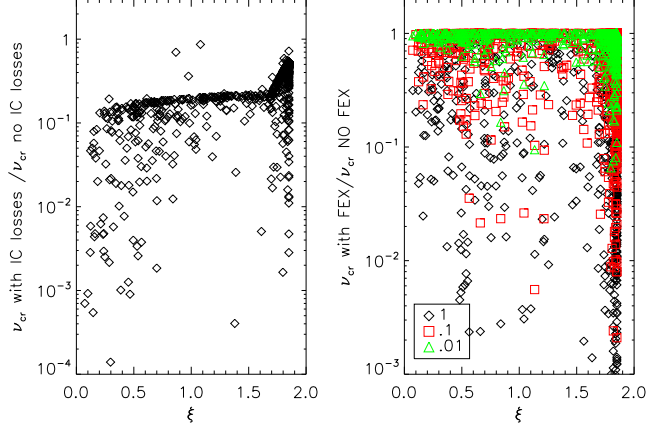 ν_cr with IC losses /ν_cr no IC losses
1
10⁻¹
10⁻²
10⁻³
10⁻⁴
0.0 0.5 1.0 1.5 2.0
ξ
ν_cr with FEX/ν_cr NO FEX
1
10⁻¹
10⁻²
10⁻³
1
.1
.01
0.0 0.5 1.0 1.5 2.0
ξ